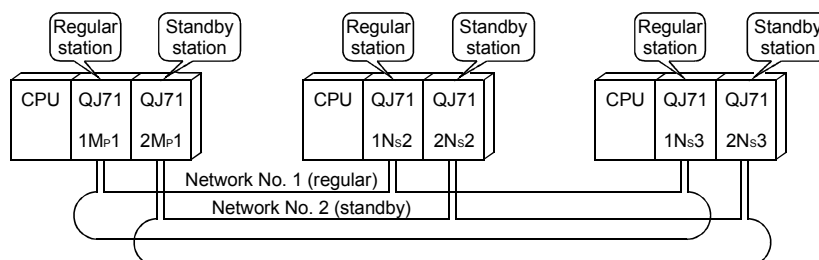 Regular station
Standby station
Regular station
Standby station
Regular station
Standby station
CPU QJ71 QJ71
1MP1 2MP1
CPU QJ71 QJ71
1NS2 2NS2
CPU QJ71 QJ71
1NS3 2NS3
Network No. 1 (regular)
Network No. 2 (standby)